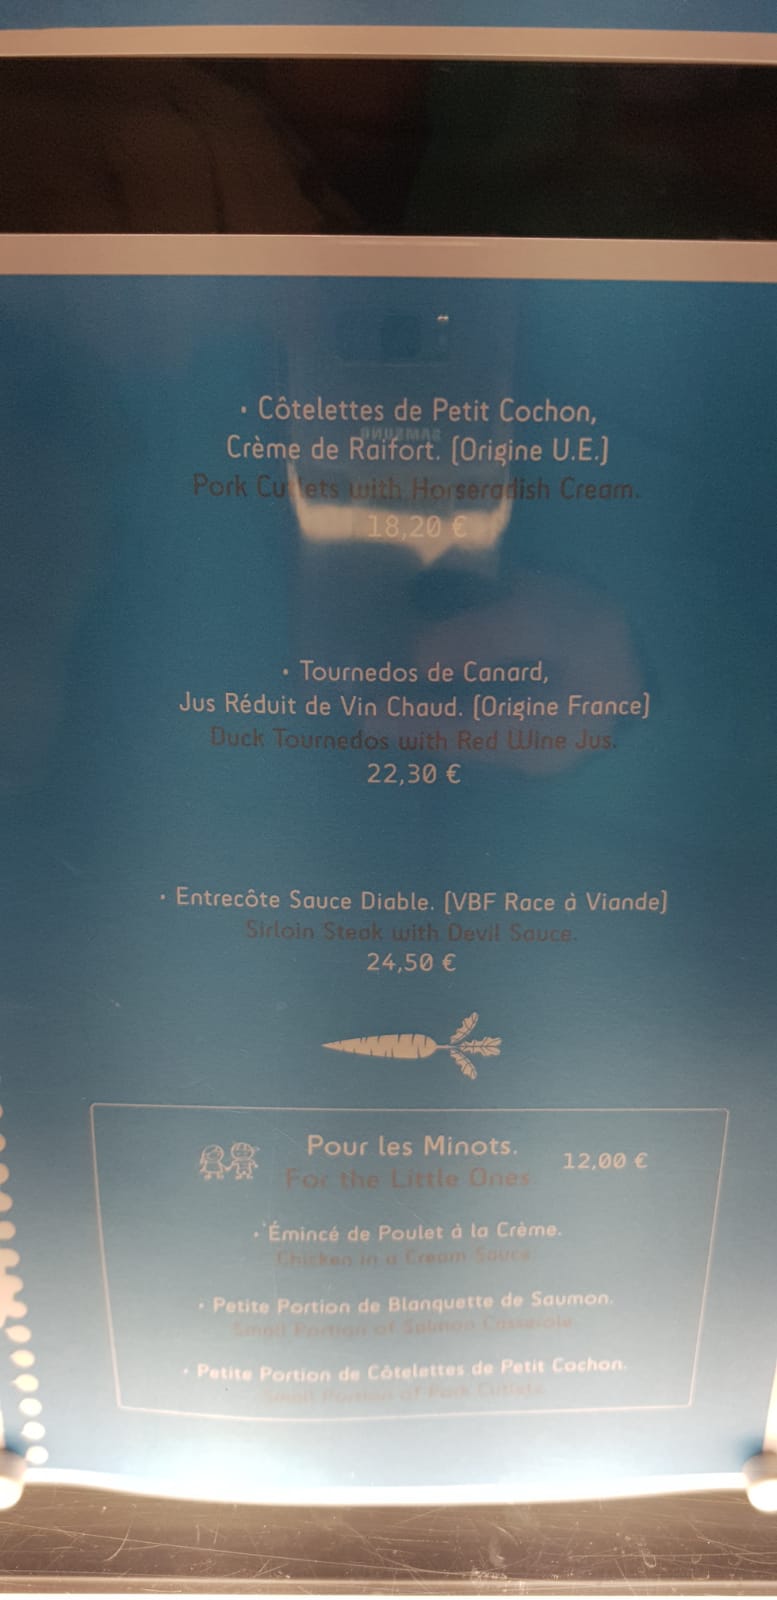 • Côtelettes de Petit Cochon,
Crème de Raifort. (Origine U.E.)
Pork Cutlets with Horseradish Cream.
18,20 €
• Tournedos de Canard,
Jus Réduit de Vin Chaud. (Origine France)
Duck Tournedos with Red Wine Jus.
22,30 €
• Entrecôte Sauce Diable. (VBF Race à Viande)
Sirloin Steak with Devil Sauce.
24,50 €
Pour les Minots. 12,00 €
For the Little Ones
• Émincé de Poulet à la Crème.
Chicken in a Cream Sauce
• Petite Portion de Blanquette de Saumon.
Small Portion of Salmon Casserole
• Petite Portion de Côtelettes de Petit Cochon.
Small Portion of Pork Cutlets